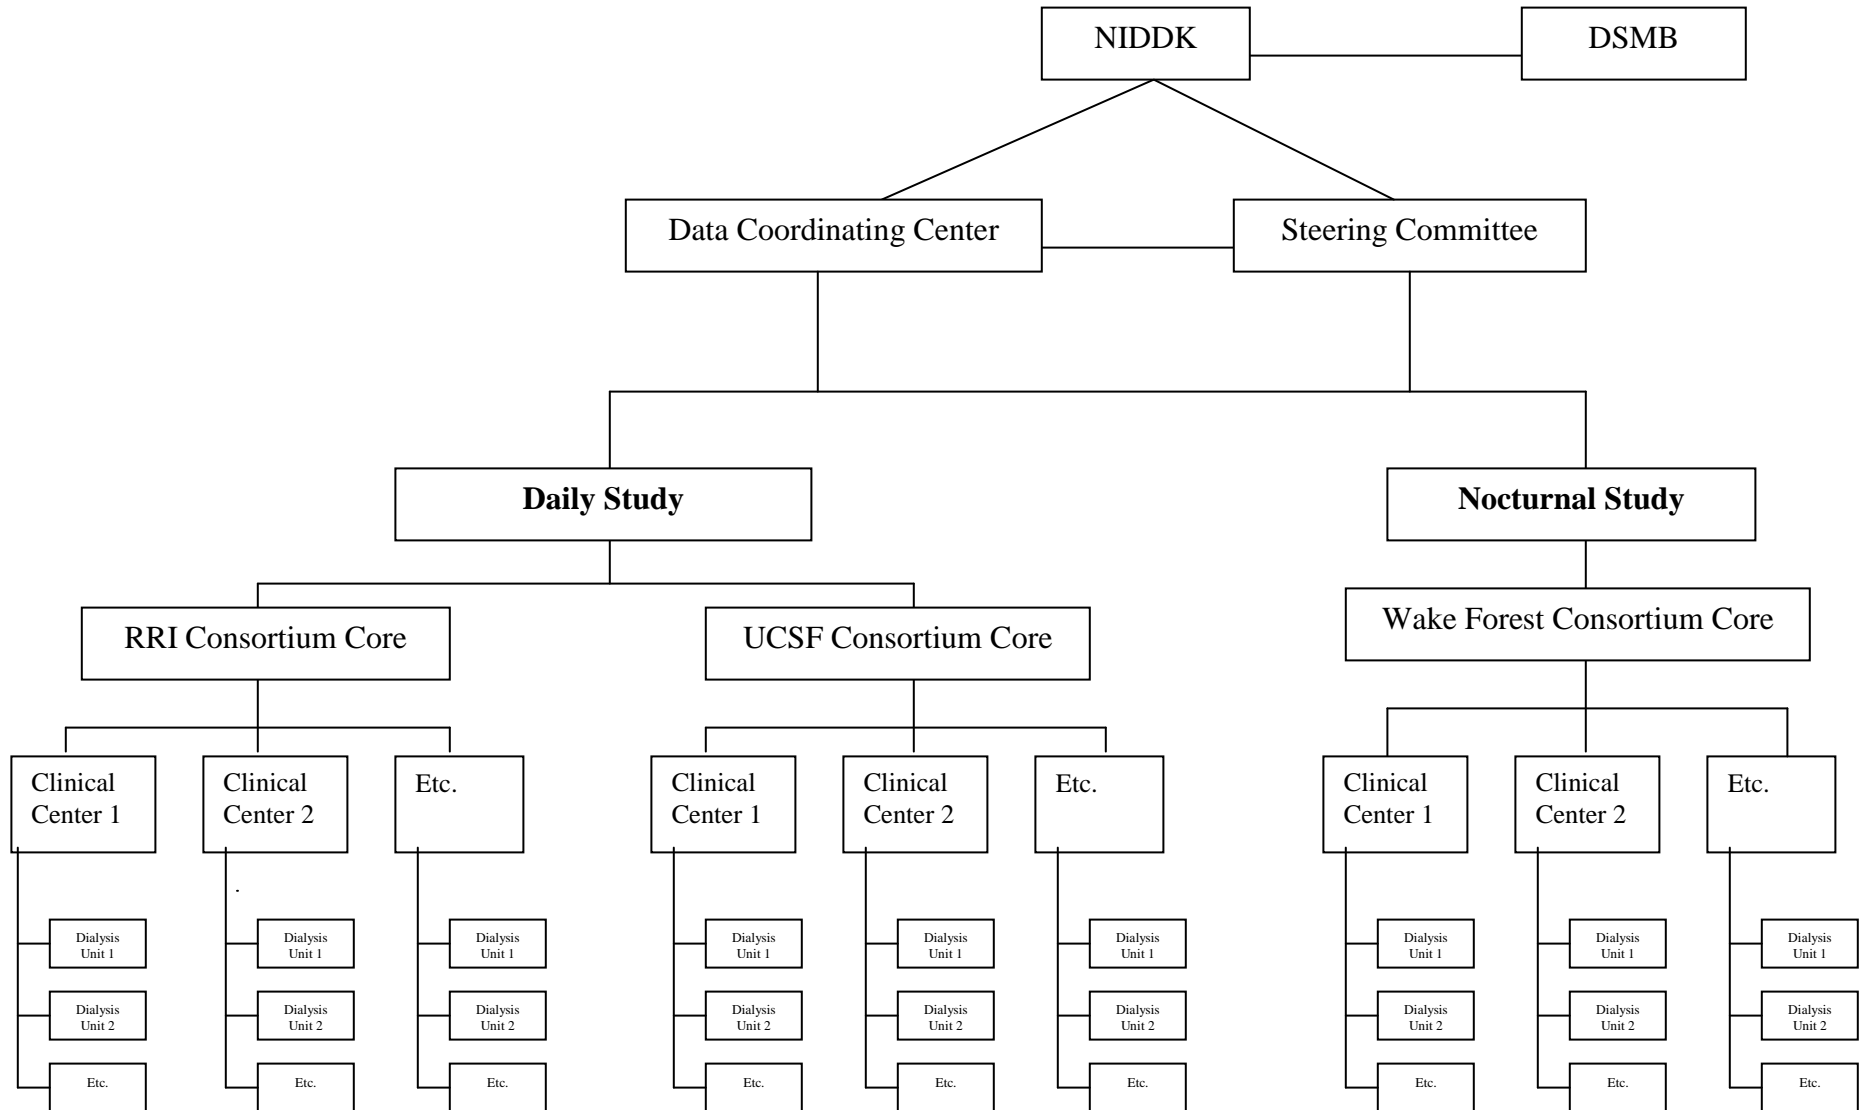 NIDDK
DSMB
Data Coordinating Center
Steering Committee
Daily Study
Nocturnal Study
RRI Consortium Core
UCSF Consortium Core
Wake Forest Consortium Core
Clinical
Center 1
Clinical
Center 2
Etc.
Clinical
Center 1
Clinical
Center 2
Etc.
Clinical
Center 1
Clinical
Center 2
Etc.
.
Dialysis
Unit 1
Dialysis
Unit 1
Dialysis
Unit 1
Dialysis
Unit 1
Dialysis
Unit 1
Dialysis
Unit 1
Dialysis
Unit 1
Dialysis
Unit 1
Dialysis
Unit 1
Dialysis
Unit 2
Dialysis
Unit 2
Dialysis
Unit 2
Dialysis
Unit 2
Dialysis
Unit 2
Dialysis
Unit 2
Dialysis
Unit 2
Dialysis
Unit 2
Dialysis
Unit 2
Etc.
Etc.
Etc.
Etc.
Etc.
Etc.
Etc.
Etc.
Etc.